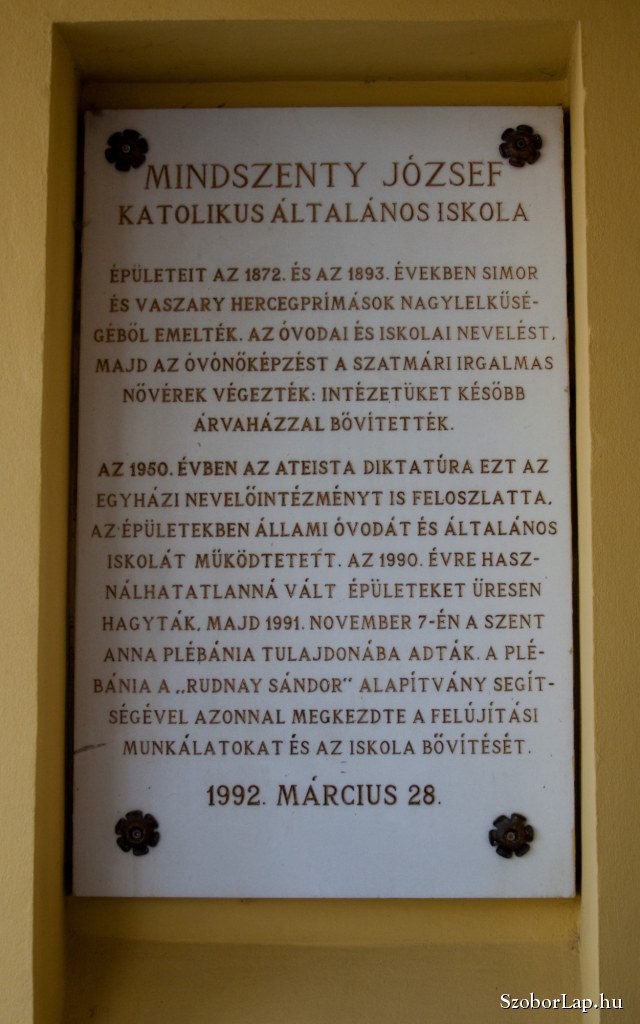 MINDSZENTY JÓZSEF
KATOLIKUS ÁLTALÁNOS ISKOLA
ÉPÜLETEIT AZ 1872. ÉS AZ 1893. ÉVEKBEN SIMOR
ÉS VASZARY HERCEGPRÍMÁSOK NAGYLELKŰSÉ-
GÉBŐL EMELTÉK. AZ ÓVODAI ÉS ISKOLAI NEVELÉST,
MAJD AZ ÓVÓNŐKÉPZÉST A SZATMÁRI IRGALMAS
NŐVÉREK VÉGEZTÉK: INTÉZETÜKET KÉSŐBB
ÁRVAHÁZZAL BŐVÍTETTÉK.
AZ 1950. ÉVBEN AZ ATEISTA DIKTATÚRA EZT AZ
EGYHÁZI NEVELŐINTÉZMÉNYT IS FELOSZLATTA,
AZ ÉPÜLETEKBEN ÁLLAMI ÓVODÁT ÉS ÁLTALÁNOS
ISKOLÁT MŰKÖDTETETT. AZ 1990. ÉVRE HASZ-
NÁLHATATLANNÁ VÁLT ÉPÜLETEKET ÜRESEN
HAGYTÁK, MAJD 1991. NOVEMBER 7-ÉN A SZENT
ANNA PLÉBÁNIA TULAJDONÁBA ADTÁK. A PLÉ-
BÁNIA A „RUDNAY SÁNDOR" ALAPÍTVÁNY SEGÍT-
SÉGÉVEL AZONNAL MEGKEZDTE A FELÚJÍTÁSI
MUNKÁLATOKAT ÉS AZ ISKOLA BŐVÍTÉSÉT.
1992. MÁRCIUS 28.
SzoborLap.hu